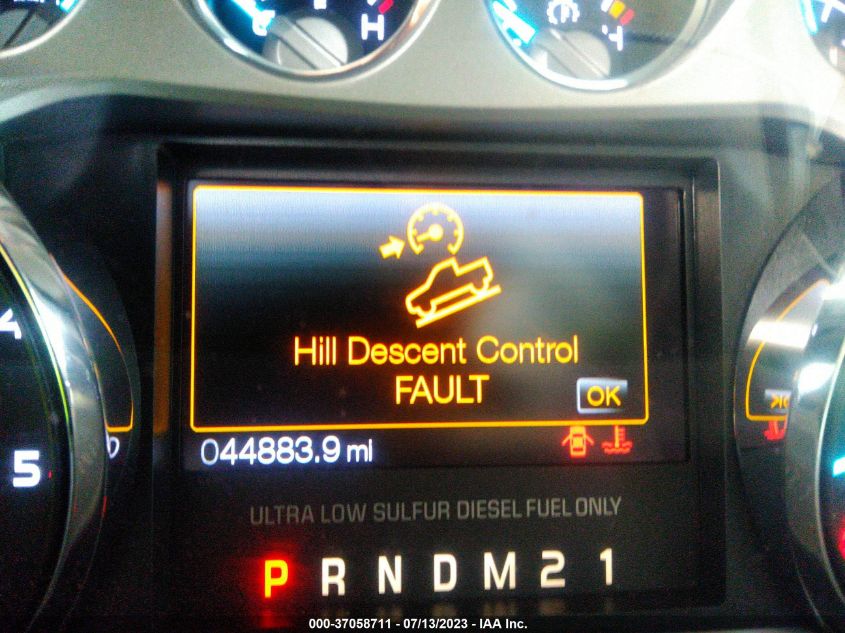 H
4
Hill Descent Control
FAULT
OK
044883.9 mi
5
ULTRA LOW SULFUR DIESEL FUEL ONLY
P R N D M 2 1
000-37058711 - 07/13/2023 - IAA Inc.